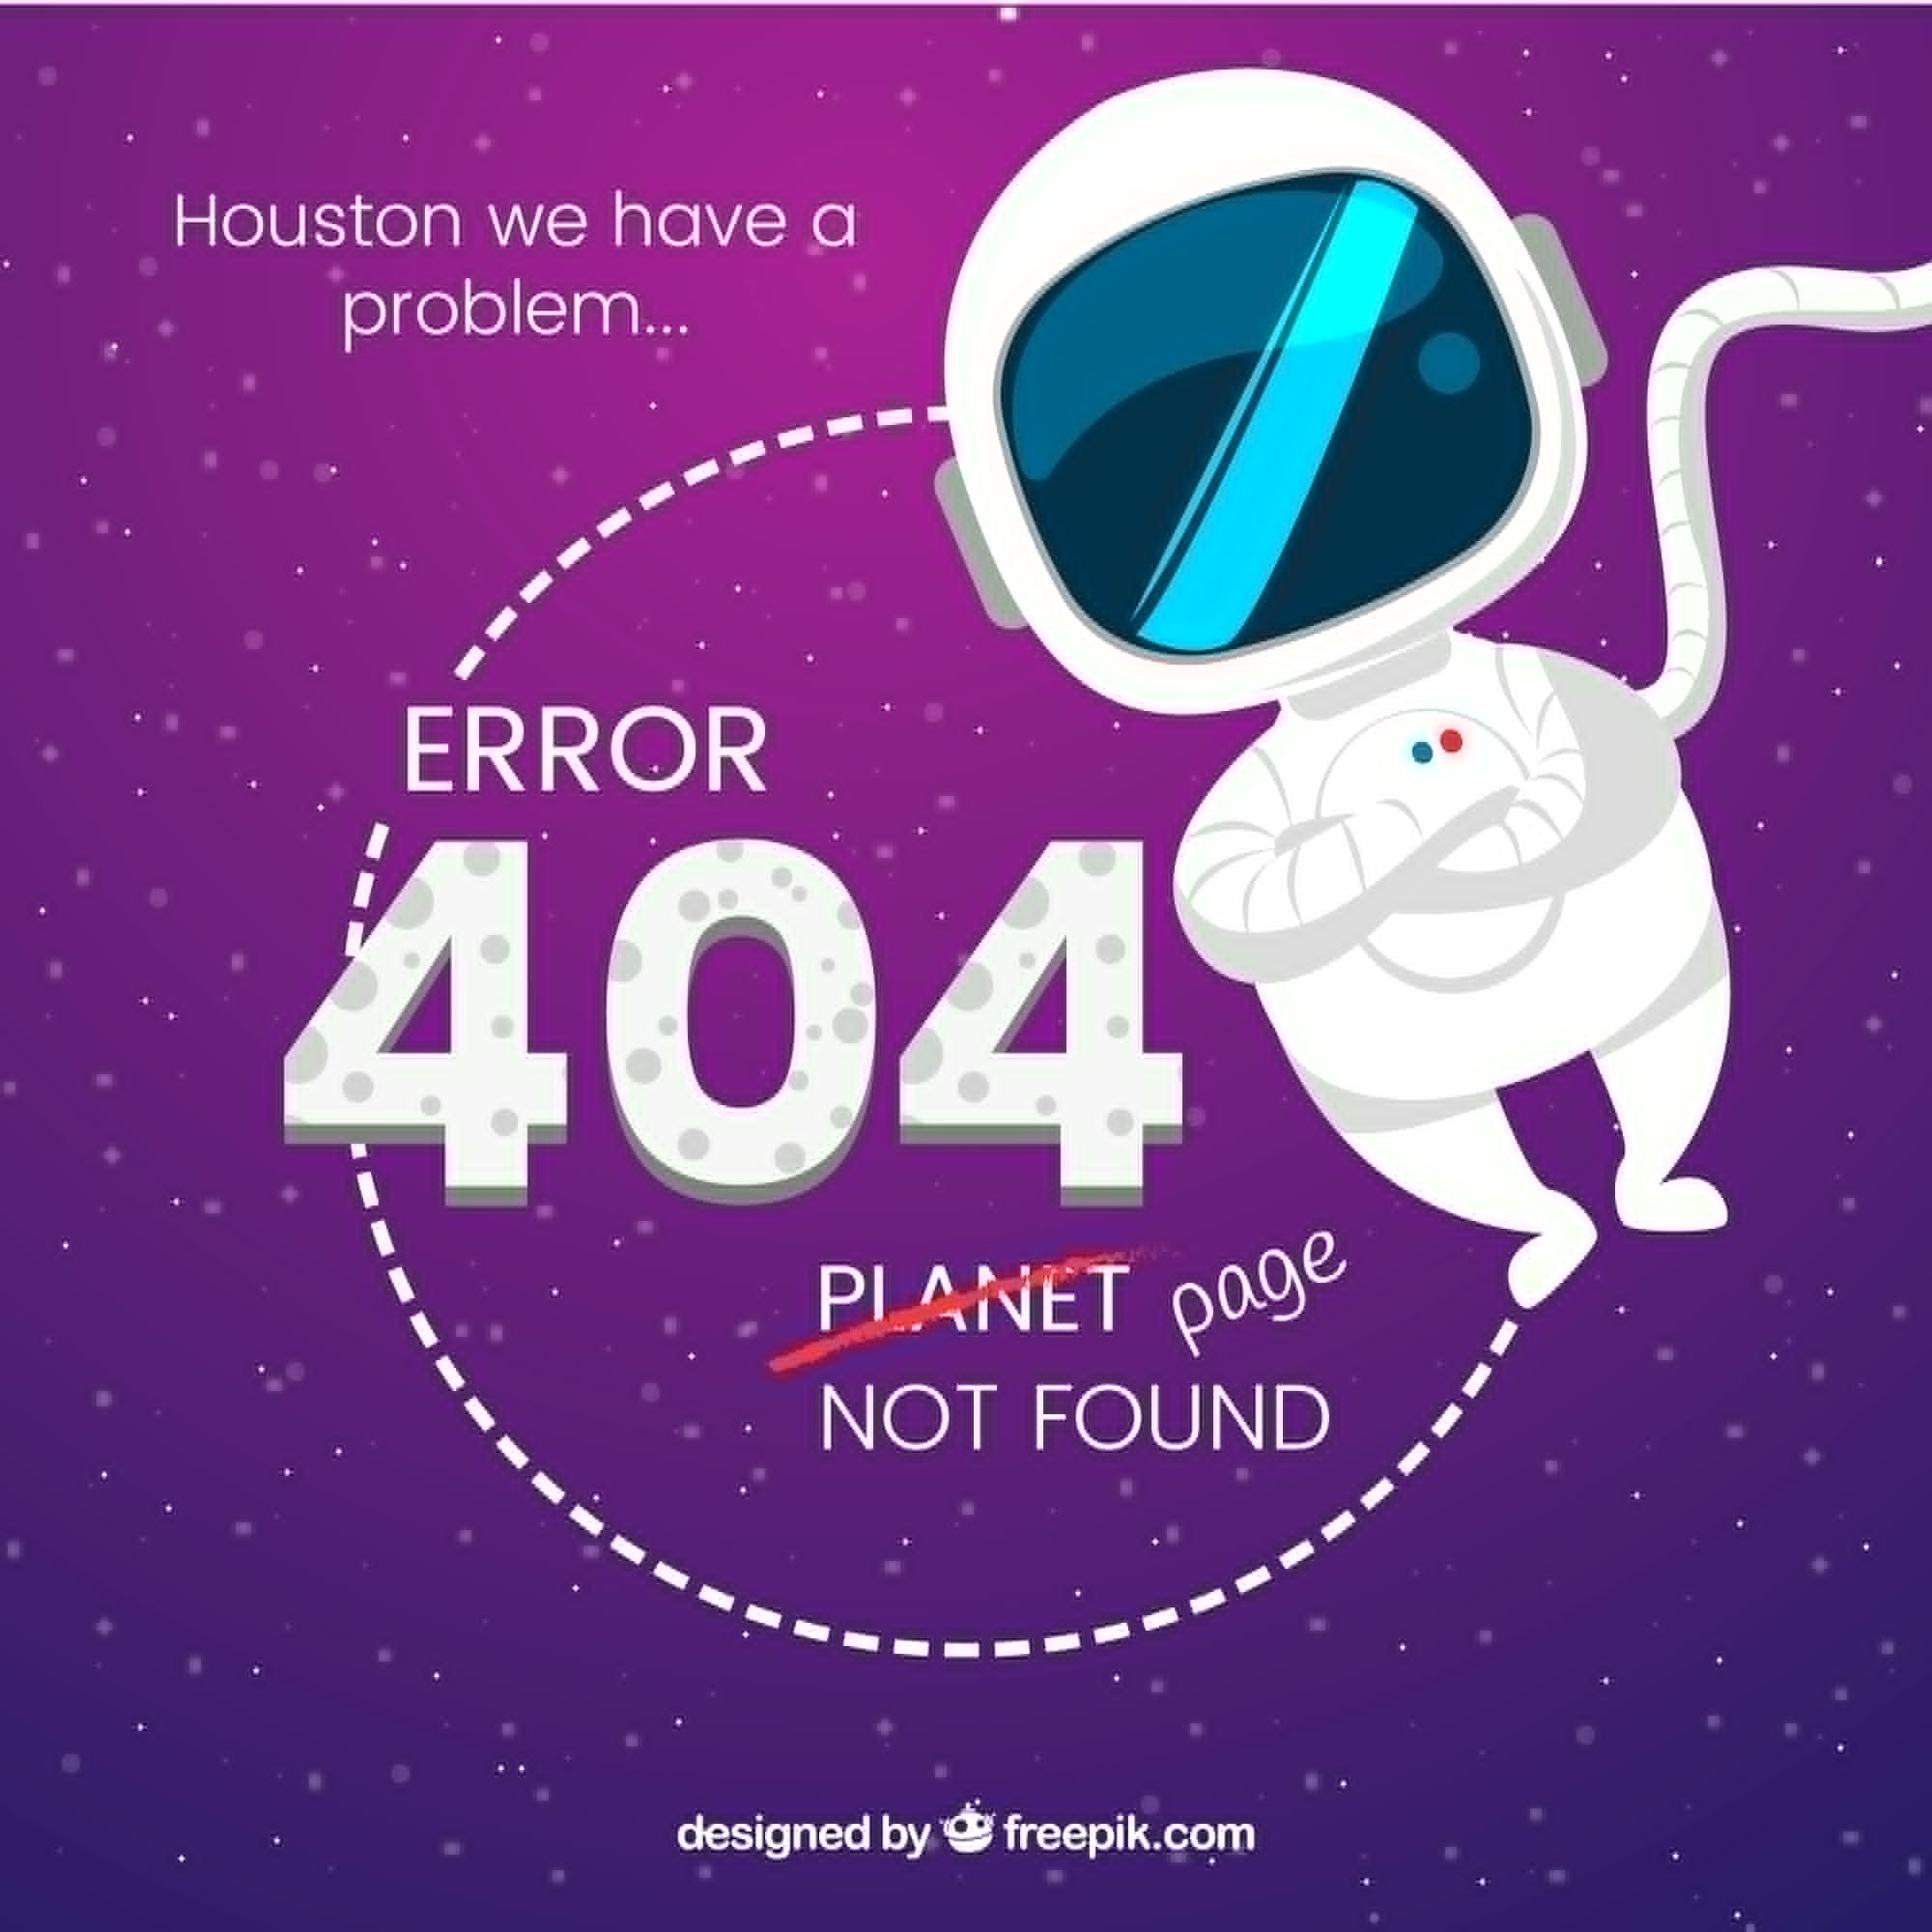 Houston we have a
problem...
ERROR
404
PLANET page
NOT FOUND
designed by freepik.com